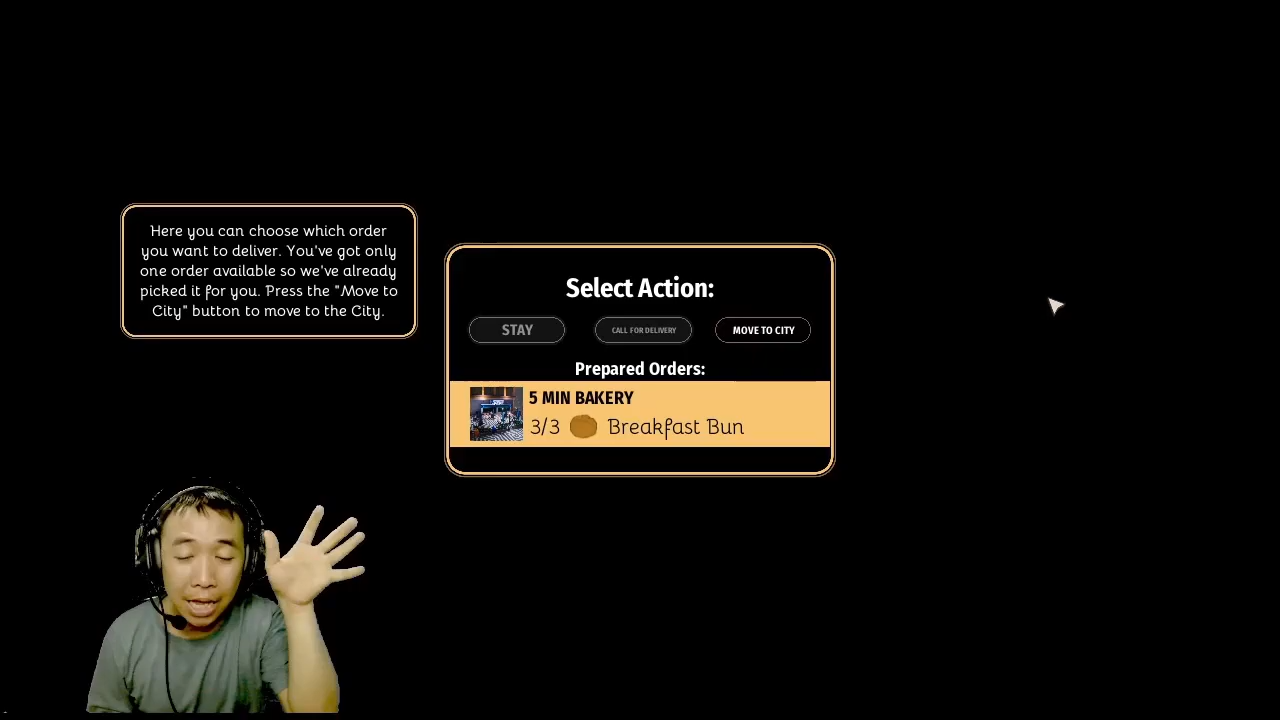 Here you can choose which order
you want to deliver. You've got only
one order available so we've already
picked it for you. Press the "Move to
City" button to move to the City.
Select Action:
STAY
CALL FOR DELIVERY
MOVE TO CITY
Prepared Orders:
5 MIN BAKERY
3/3 Breakfast Bun